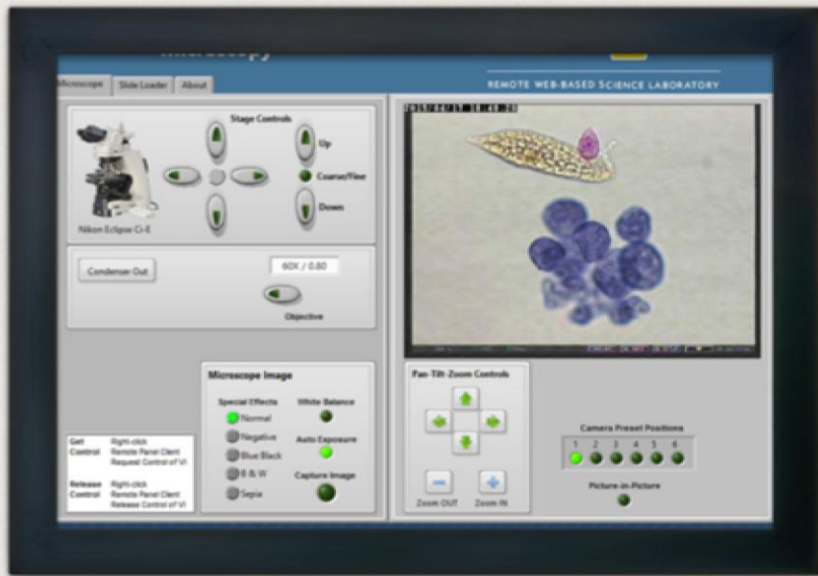 Microscopy
Microscope Slide Loader About
REMOTE WEB-BASED SCIENCE LABORATORY
Stage Controls
Up
Coarse/Fine
Down
Nikon Eclipse Ci-E
Condenser Out
60X / 0.80
Objective
Microscope Image
Special Effects
Normal
Negative
Blue Black
B & W
Sepia
White Balance
Auto Exposure
Capture Image
Get Control
Right-click
Remote Panel Client
Request Control of VI
Release Control
Right-click
Remote Panel Client
Release Control of VI
Pan-Tilt-Zoom Controls
Zoom OUT Zoom IN
Camera Preset Positions
1 2 3 4 5 6
Picture-in-Picture